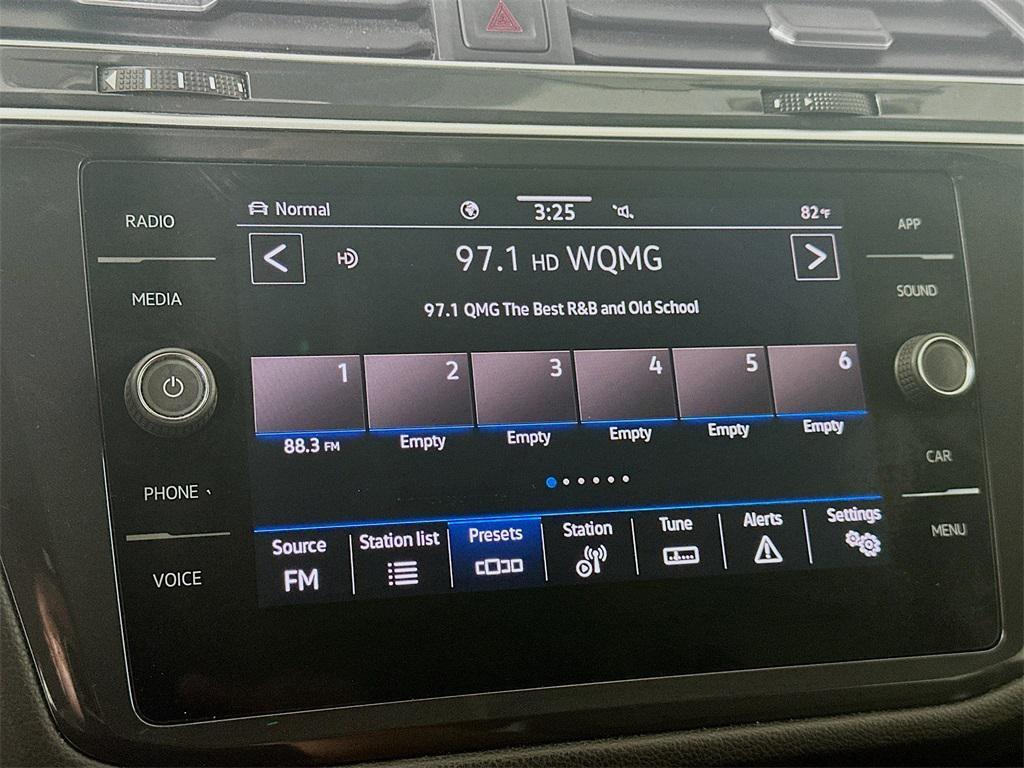 RADIO
MEDIA
PHONE
VOICE
Normal
3:25
82°F
HD
97.1 HD WQMG
97.1 QMG The Best R&B and Old School
1 2 3 4 5 6
88.3 FM Empty Empty Empty Empty Empty
Source Station list Presets Station Tune Alerts Settings
FM
APP
SOUND
CAR
MENU